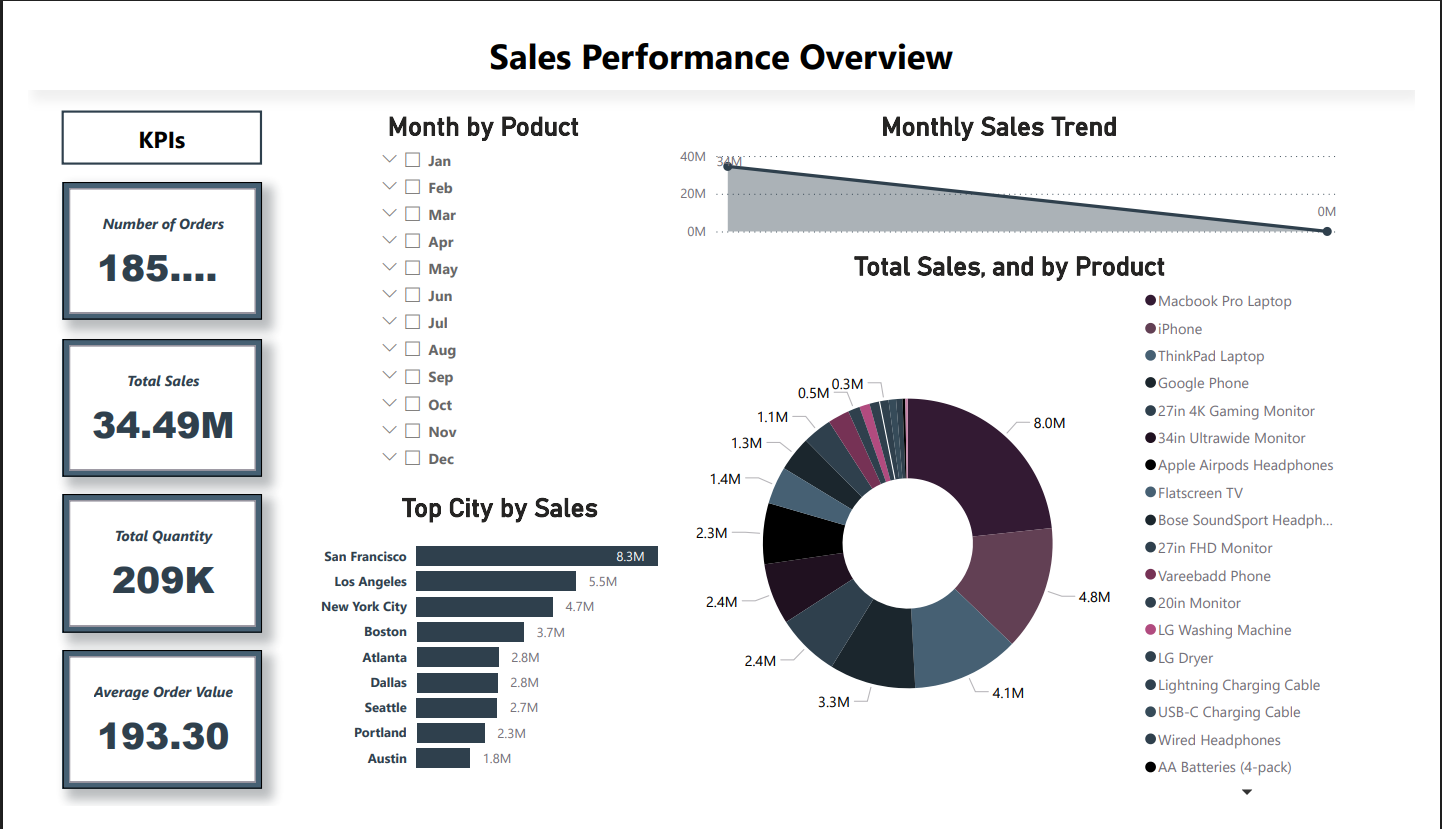 Sales Performance Overview
KPIs
Number of Orders
185....
Total Sales
34.49M
Total Quantity
209K
Average Order Value
193.30
Month by Poduct
Jan
Feb
Mar
Apr
May
Jun
Jul
Aug
Sep
Oct
Nov
Dec
Top City by Sales
San Francisco 8.3M
Los Angeles 5.5M
New York City 4.7M
Boston 3.7M
Atlanta 2.8M
Dallas 2.8M
Seattle 2.7M
Portland 2.3M
Austin 1.8M
Monthly Sales Trend
40M
34M
20M
0M
0M
Total Sales, and by Product
8.0M
4.8M
4.1M
3.3M
2.4M
2.4M
2.3M
1.4M
1.3M
1.1M
0.5M
0.3M
Macbook Pro Laptop
iPhone
ThinkPad Laptop
Google Phone
27in 4K Gaming Monitor
34in Ultrawide Monitor
Apple Airpods Headphones
Flatscreen TV
Bose SoundSport Headph...
27in FHD Monitor
Vareebadd Phone
20in Monitor
LG Washing Machine
LG Dryer
Lightning Charging Cable
USB-C Charging Cable
Wired Headphones
AA Batteries (4-pack)